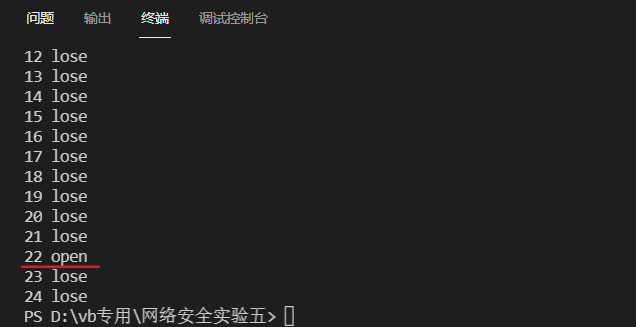 问题 输出 终端 调试控制台
12 lose
13 lose
14 lose
15 lose
16 lose
17 lose
18 lose
19 lose
20 lose
21 lose
22 open
23 lose
24 lose
PS D:\vb专用\网络安全实验五>